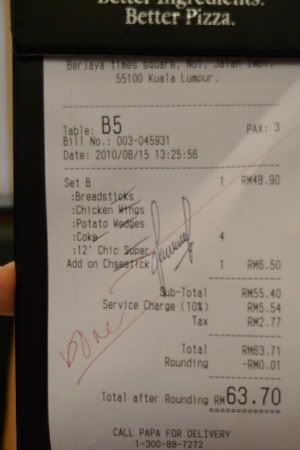 Better Ingredients.
Better Pizza.
Berjaya times square, No1, Jalan Imbi,
55100 Kuala Lumpur.
Table: B5 PAX: 3
Bill No.: 003-045931
Date: 2010/08/15 13:25:56
Set B 1 RM48.90
:Breadsticks
:Chicken Wings
:Potato Wedges
:Coke 4
:12' Chic Super
Add on Chsestick 1 RM6.50
Sub-Total RM55.40
Service Charge (10%) RM5.54
Tax RM2.77
Total RM63.71
Rounding -RM0.01
Total after Rounding RM63.70
CALL PAPA FOR DELIVERY
1-300-88-7272